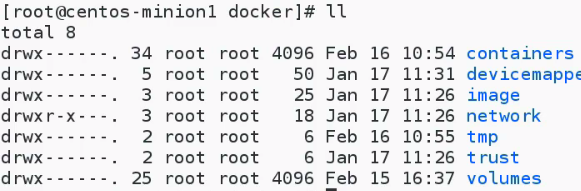 [root@centos-minion1 docker]# ll
total 8
drwx------. 34 root root 4096 Feb 16 10:54 containers
drwx------.  5 root root   50 Jan 17 11:31 devicemappe
drwx------.  3 root root   25 Jan 17 11:26 image
drwxr-x---.  3 root root   18 Jan 17 11:26 network
drwx------.  2 root root    6 Feb 16 10:55 tmp
drwx------.  2 root root    6 Jan 17 11:26 trust
drwx------. 25 root root 4096 Feb 15 16:37 volumes